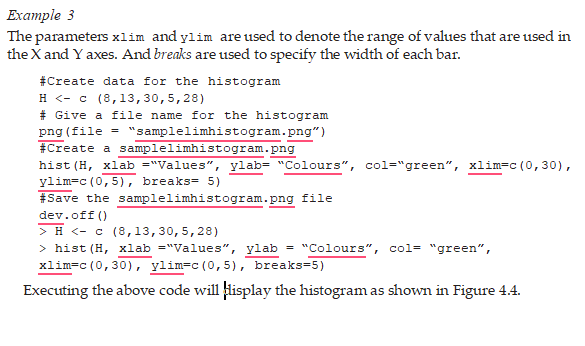 Example 3
The parameters xlim and ylim are used to denote the range of values that are used in
the X and Y axes. And breaks are used to specify the width of each bar.
#Create data for the histogram
H <- c (8,13,30,5,28)
# Give a file name for the histogram
png(file = "samplelimhistogram.png")
#Create a samplelimhistogram.png
hist(H, xlab ="Values", ylab= "Colours", col="green", xlim=c(0,30),
ylim=c(0,5), breaks= 5)
#Save the samplelimhistogram.png file
dev.off()
> H <- c (8,13,30,5,28)
> hist(H, xlab ="Values", ylab = "Colours", col= "green",
xlim=c(0,30), ylim=c(0,5), breaks=5)
Executing the above code will display the histogram as shown in Figure 4.4.